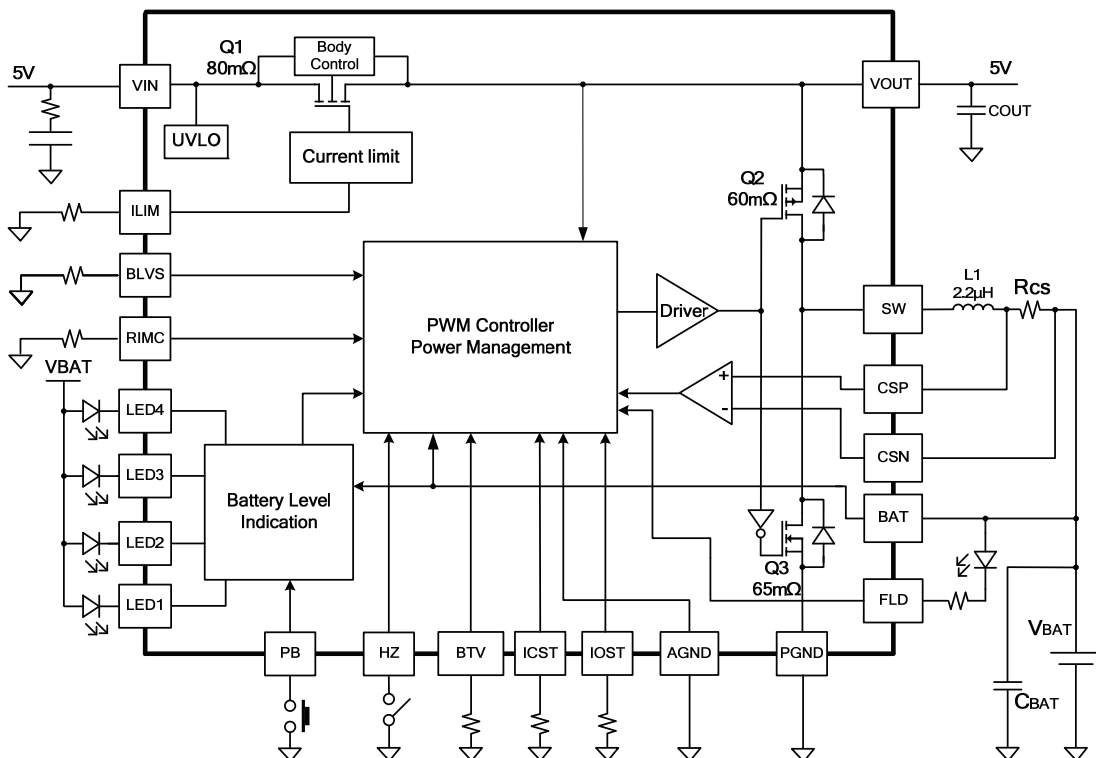 Q1
80mΩ
Body
Control
5V
VIN
VOUT
5V
UVLO
COUT
Current limit
Q2
60mΩ
ILIM
BLVS
L1
2.2µH
Rcs
SW
Driver
PWM Controller
Power Management
RIMC
VBAT
+
-
CSP
LED4
CSN
LED3
Battery Level
Indication
BAT
LED2
Q3
65mΩ
FLD
LED1
VBAT
PB
HZ
BTV
ICST
IOST
AGND
PGND
CBAT